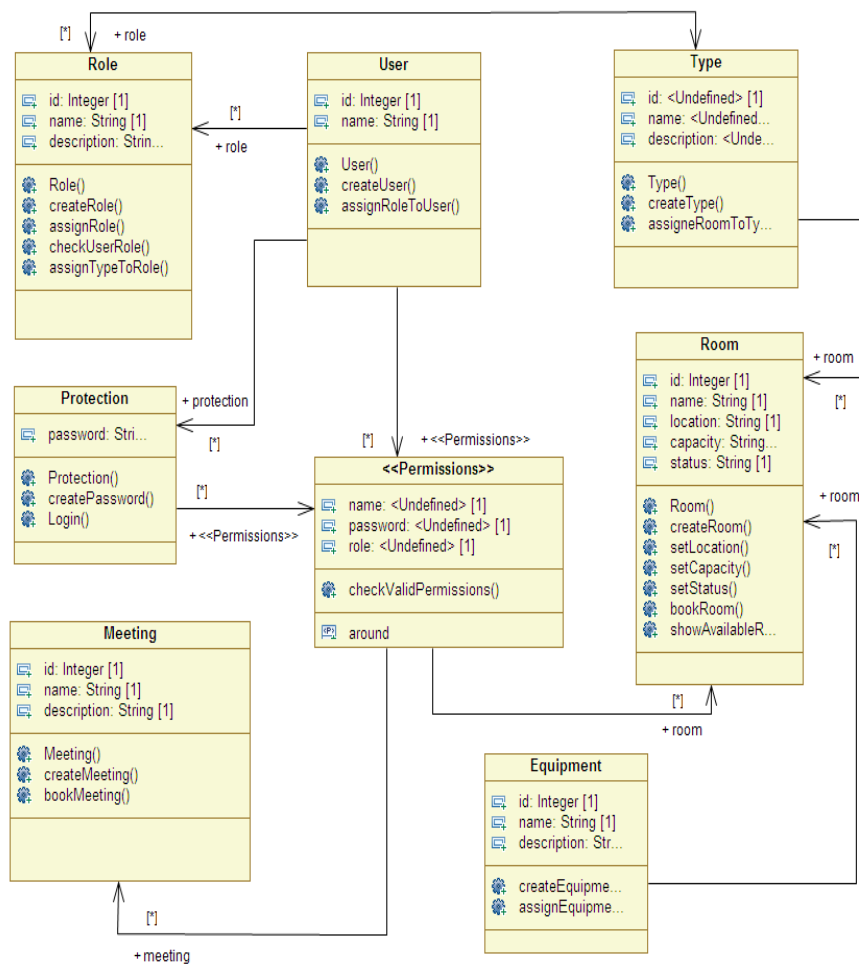 [*]
+ role
Role
id: Integer [1]
name: String [1]
description: Strin...
Role()
createRole()
assignRole()
checkUserRole()
assignTypeToRole()
User
id: Integer [1]
name: String [1]
User()
createUser()
assignRoleToUser()
[*]
+ role
Type
id: <Undefined> [1]
name: <Undefined...
description: <Unde...
Type()
createType()
assigneRoomToTy...
Protection
password: Stri...
Protection()
createPassword()
Login()
+ protection
[*]
[*]
+ <<Permissions>>
[*]
+ <<Permissions>>
<<Permissions>>
name: <Undefined> [1]
password: <Undefined> [1]
role: <Undefined> [1]
checkValidPermissions()
<P> around
Room
id: Integer [1]
name: String [1]
location: String [1]
capacity: String...
status: String [1]
Room()
createRoom()
setLocation()
setCapacity()
setStatus()
bookRoom()
showAvailableR...
+ room
[*]
+ room
[*]
[*]
+ room
Meeting
id: Integer [1]
name: String [1]
description: String [1]
Meeting()
createMeeting()
bookMeeting()
[*]
+ meeting
Equipment
id: Integer [1]
name: String [1]
description: Str...
createEquipme...
assignEquipme...